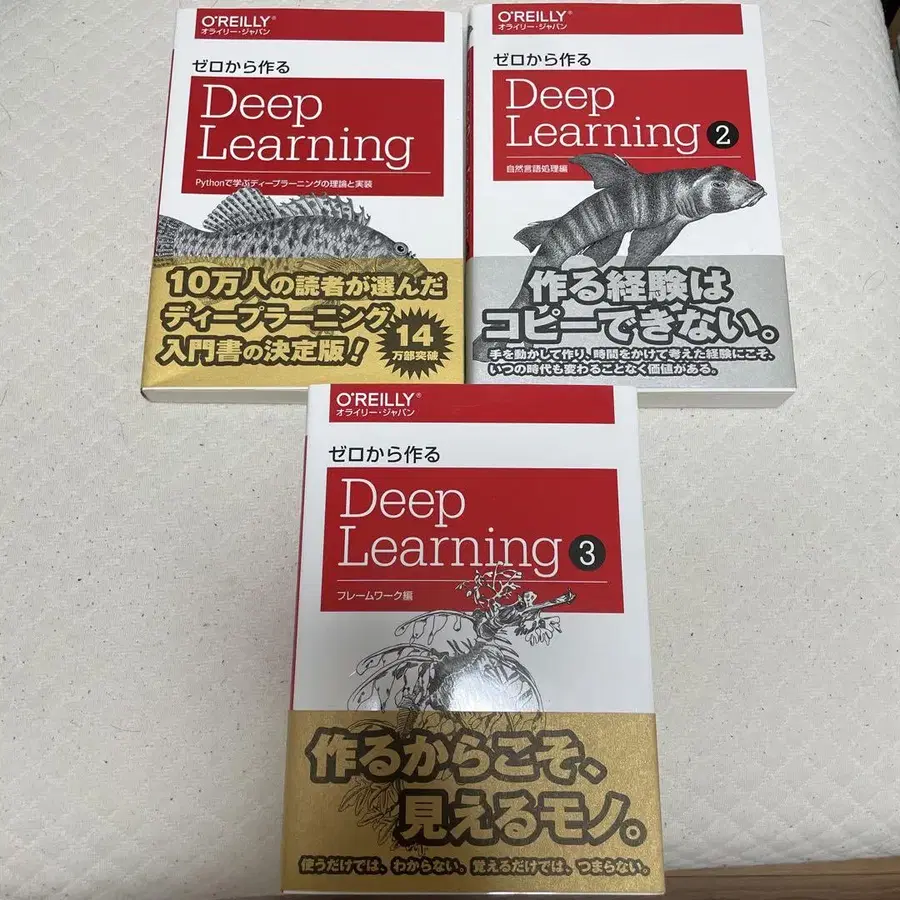 O'REILLY®
オライリー・ジャパン
ゼロから作る
Deep
Learning
Pythonで学ぶディープラーニングの理論と実装
10万人の読者が選んだ
ディープラーニング
入門書の決定版!
14
万部突破
O'REILLY®
オライリー・ジャパン
ゼロから作る
Deep
Learning 2
自然言語処理編
作る経験は
コピーできない。
手を動かして作り、時間をかけて考えた経験にこそ、
いつの時代も変わることなく価値がある。
O'REILLY®
オライリー・ジャパン
ゼロから作る
Deep
Learning 3
フレームワーク編
作るからこそ、
見えるモノ。
使うだけでは、わからない。覚えるだけでは、つまらない。